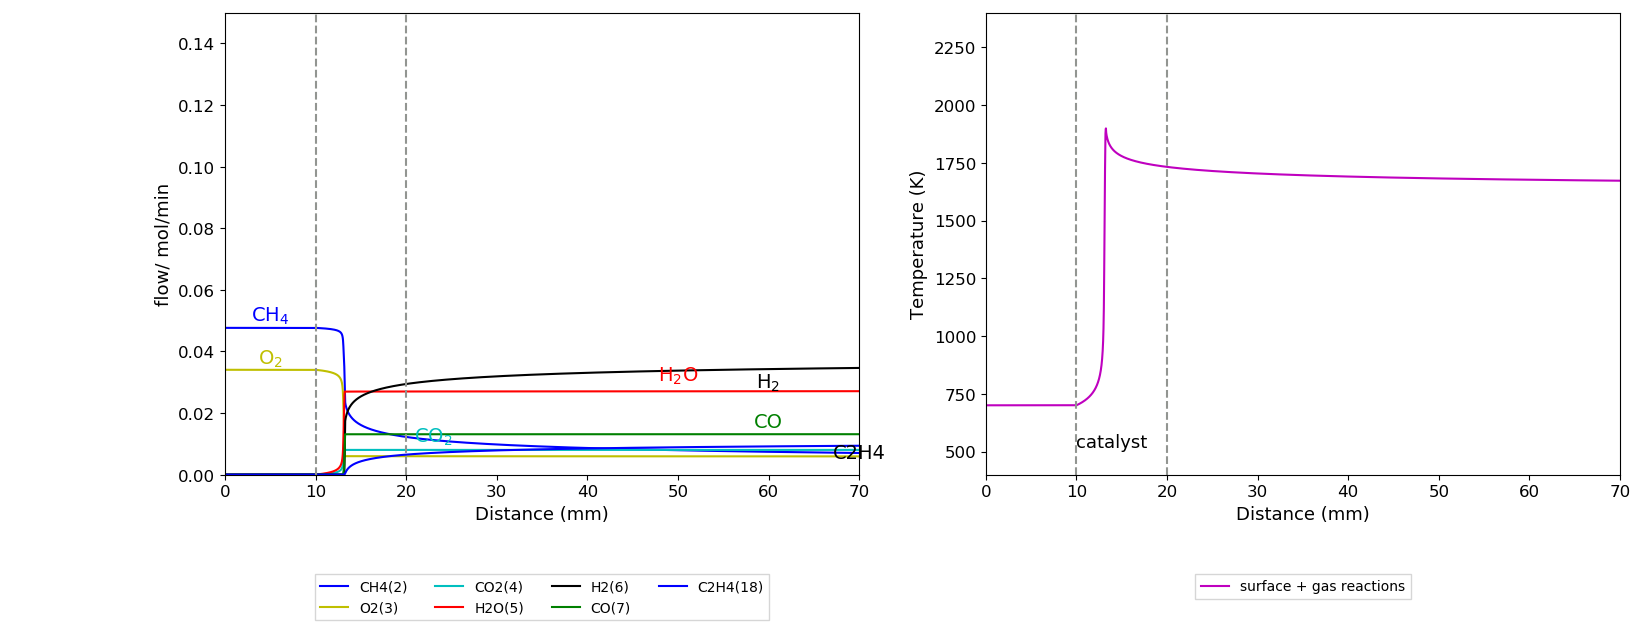 0.14
0.12
0.10
0.08
0.06
0.04
0.02
0.00
flow/ mol/min
CH4
O2
H2O
H2
CO
CO2
C2H4
0 10 20 30 40 50 60 70
Distance (mm)
CH4(2) CO2(4) H2(6) C2H4(18)
O2(3) H2O(5) CO(7)
2250
2000
1750
1500
1250
1000
750
500
Temperature (K)
catalyst
0 10 20 30 40 50 60 70
Distance (mm)
surface + gas reactions